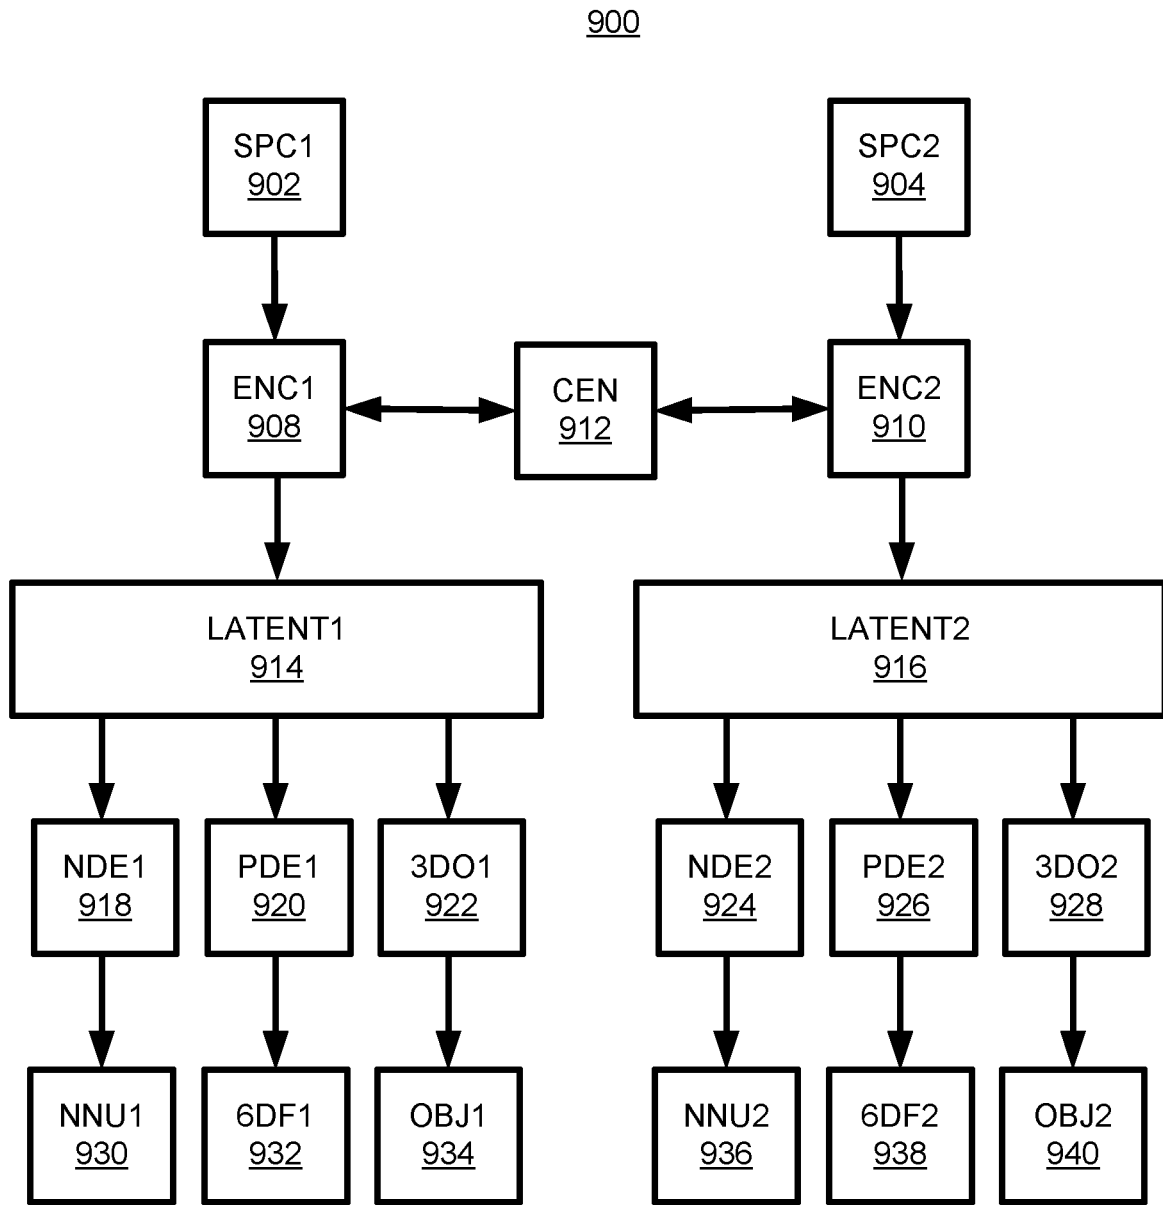 900
SPC1
902
SPC2
904
ENC1
908
CEN
912
ENC2
910
LATENT1
914
LATENT2
916
NDE1
918
PDE1
920
3DO1
922
NDE2
924
PDE2
926
3DO2
928
NNU1
930
6DF1
932
OBJ1
934
NNU2
936
6DF2
938
OBJ2
940